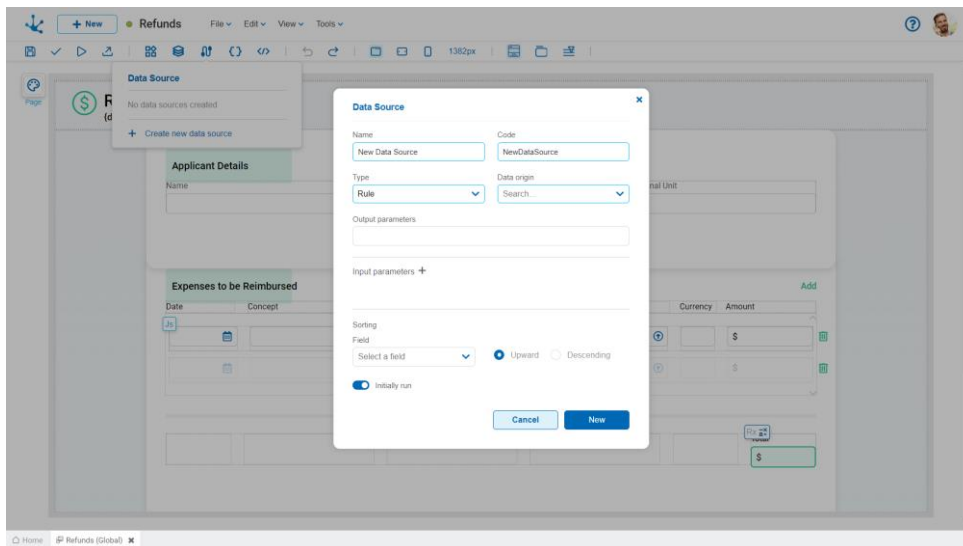 + New
Refunds
File Edit View Tools
1382px
Page
Data Source
No data sources created
+ Create new data source
$ R
{d
Applicant Details
Name
nal Unit
Expenses to be Reimbursed
Add
Date Concept Currency Amount
Js
$
$
Data Source
Name Code
New Data Source NewDataSource
Type Data origin
Rule Search...
Output parameters
Input parameters +
Sorting
Field
Select a field Upward Descending
Initially run
Cancel New
Rx
$
Home Refunds (Global)